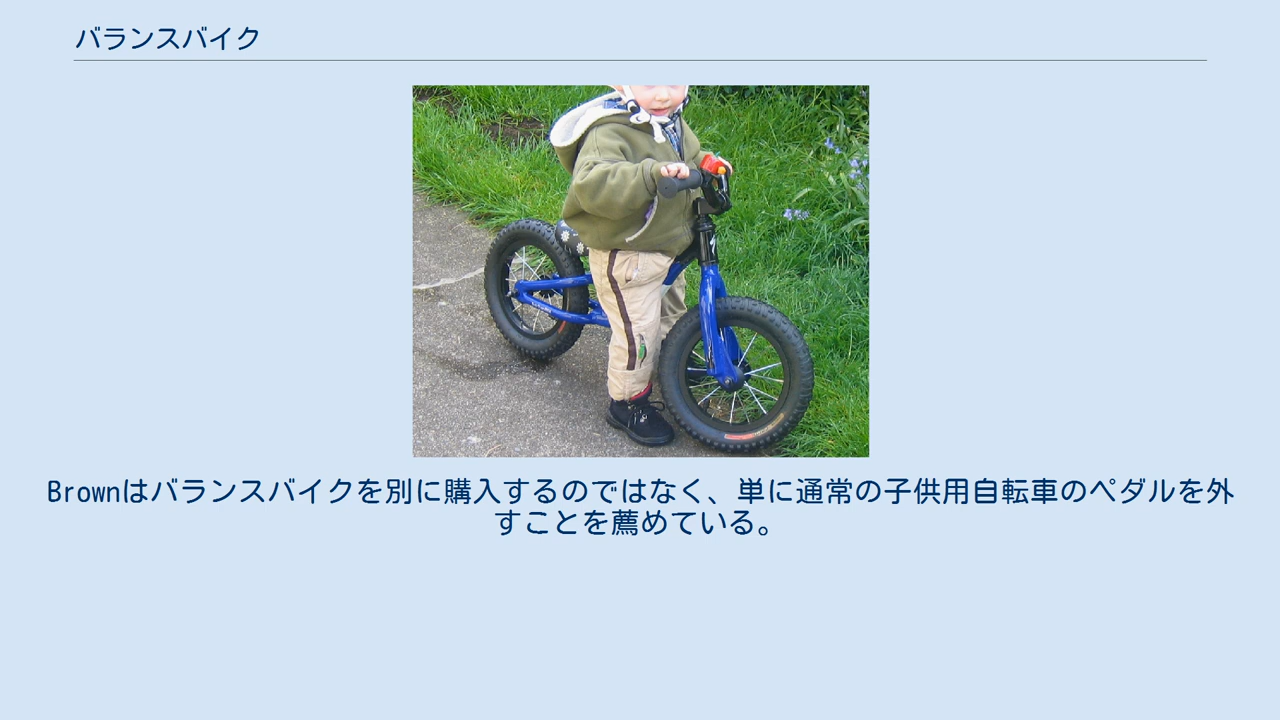 バランスバイク
Brownはバランスバイクを別に購入するのではなく、単に通常の子供用自転車のペダルを外
すことを薦めている。